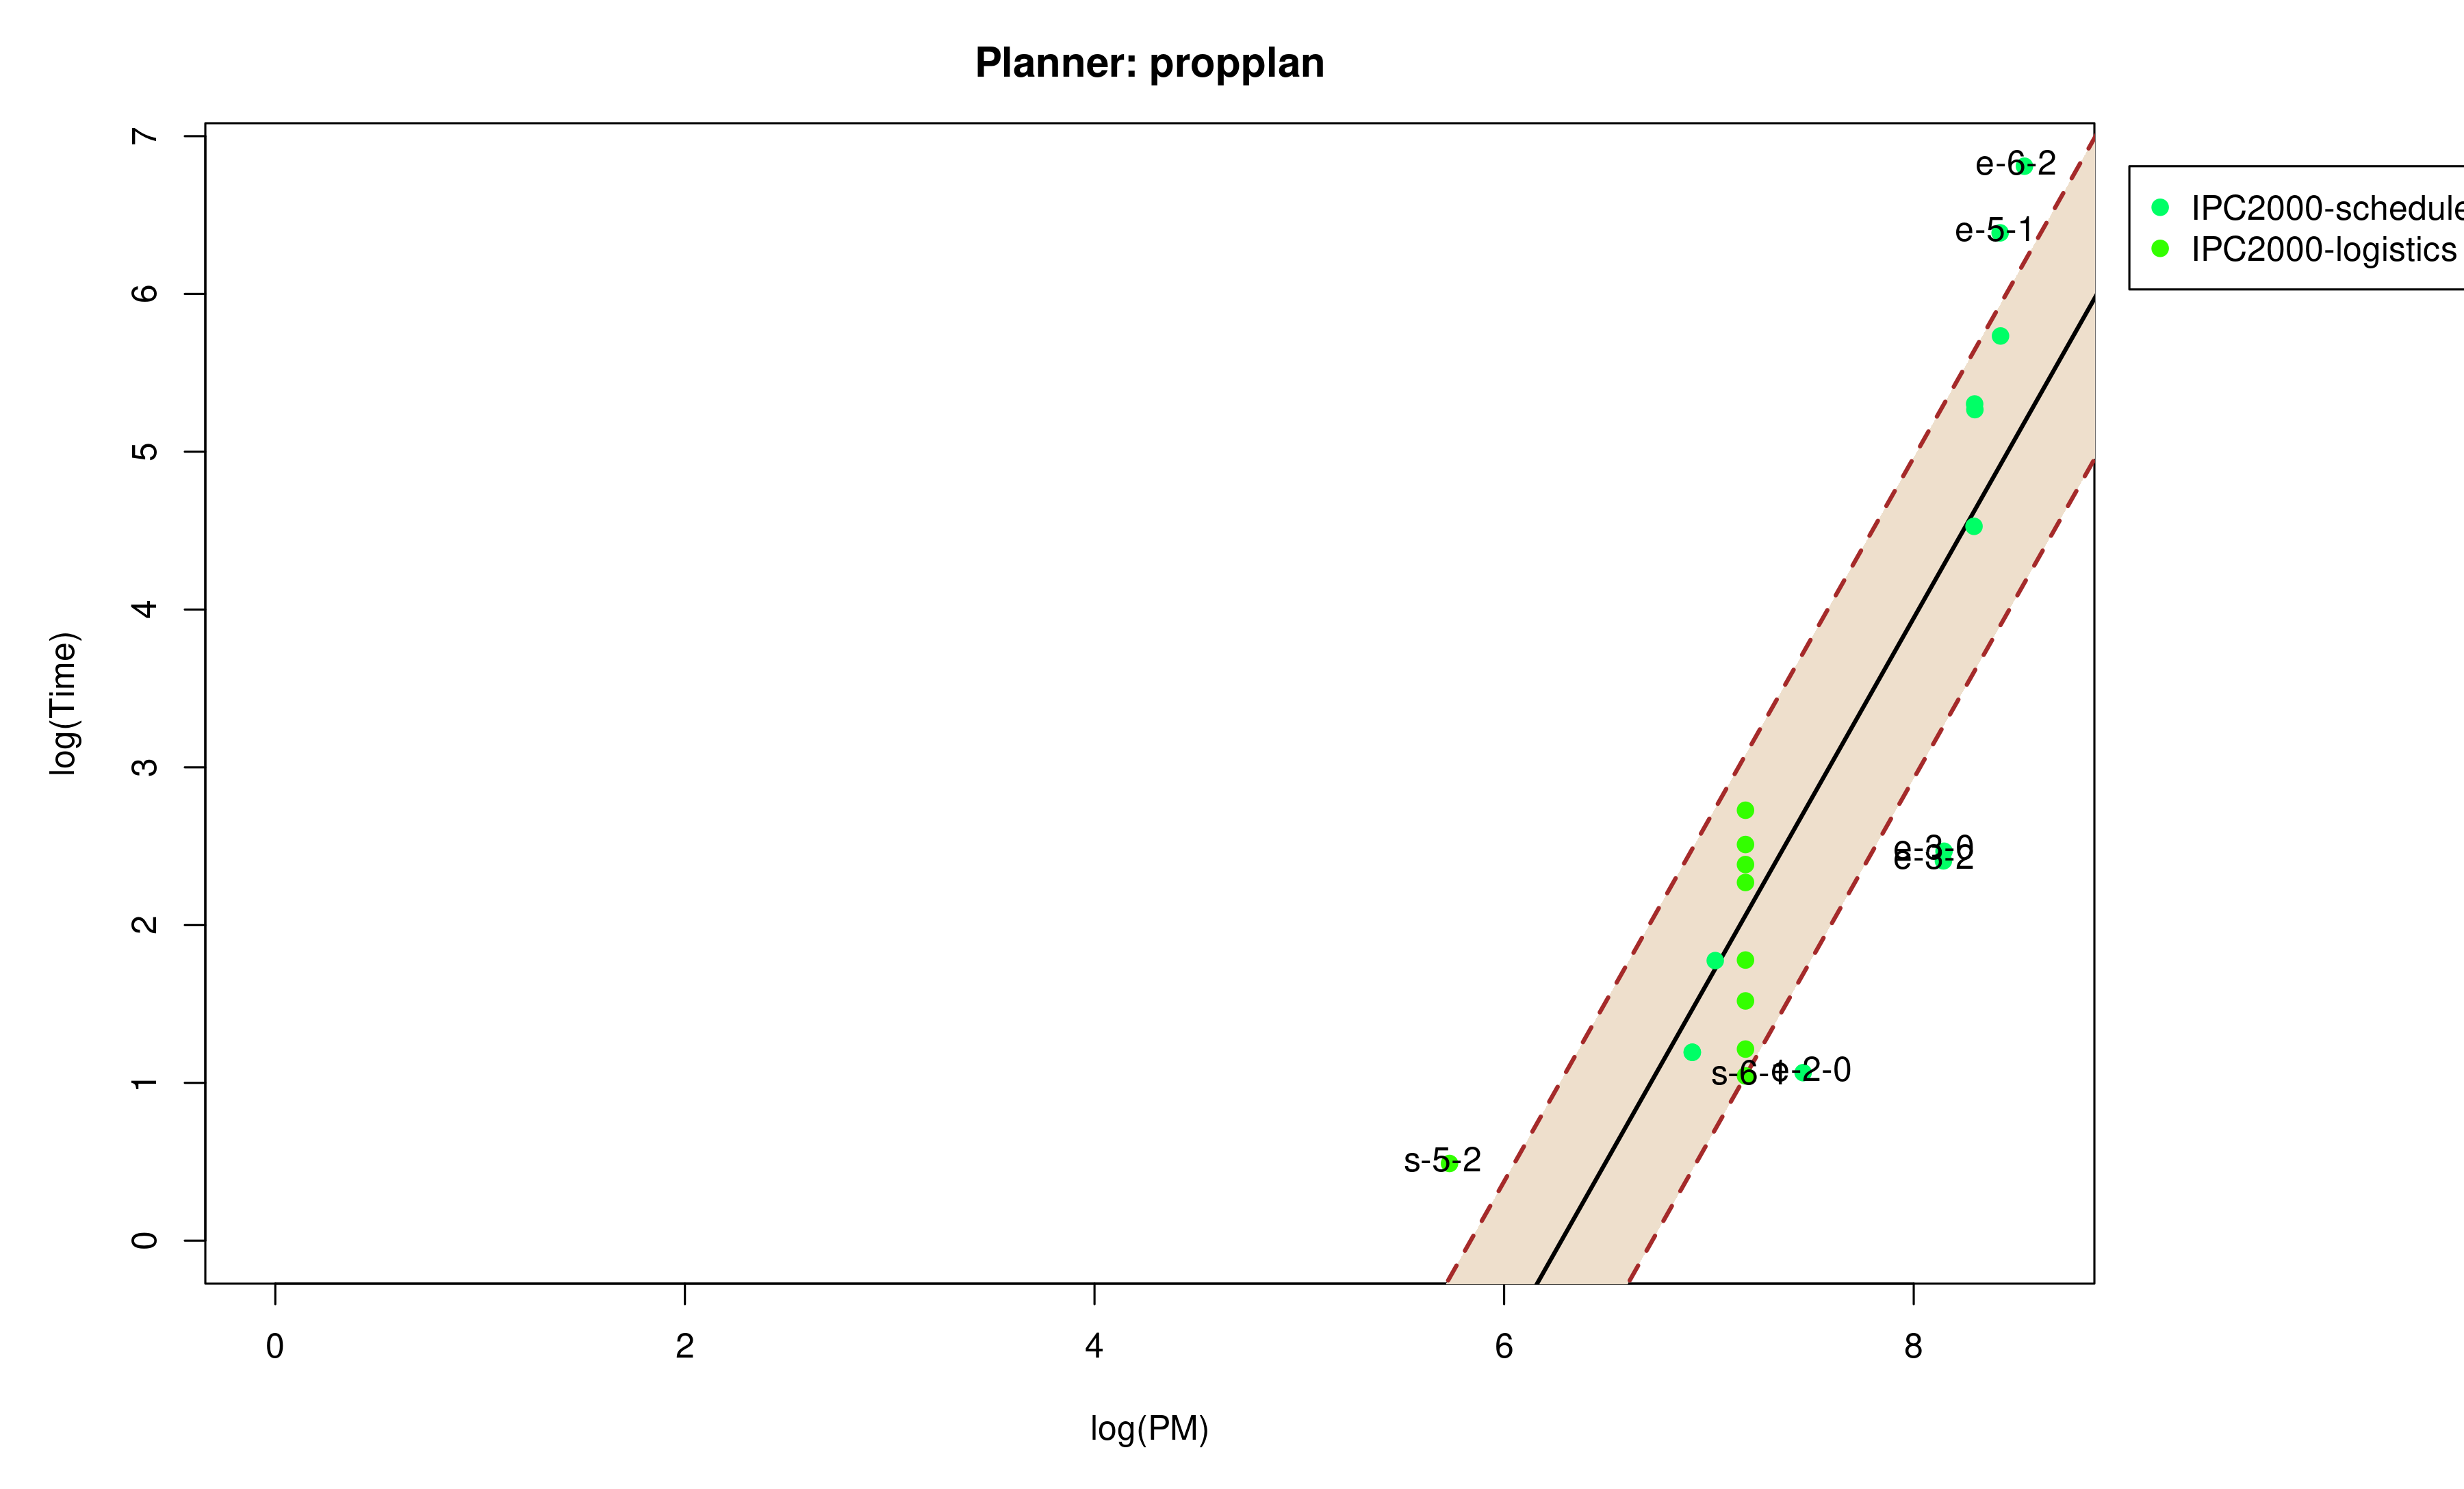 Planner: propplan
7
6
5
4
3
2
1
0
log(Time)
e-6-2
e-5-1
e-3-0
e-3-2
s-6-1
e-2-0
s-5-2
0 2 4 6 8
log(PM)
IPC2000-schedule
IPC2000-logistics